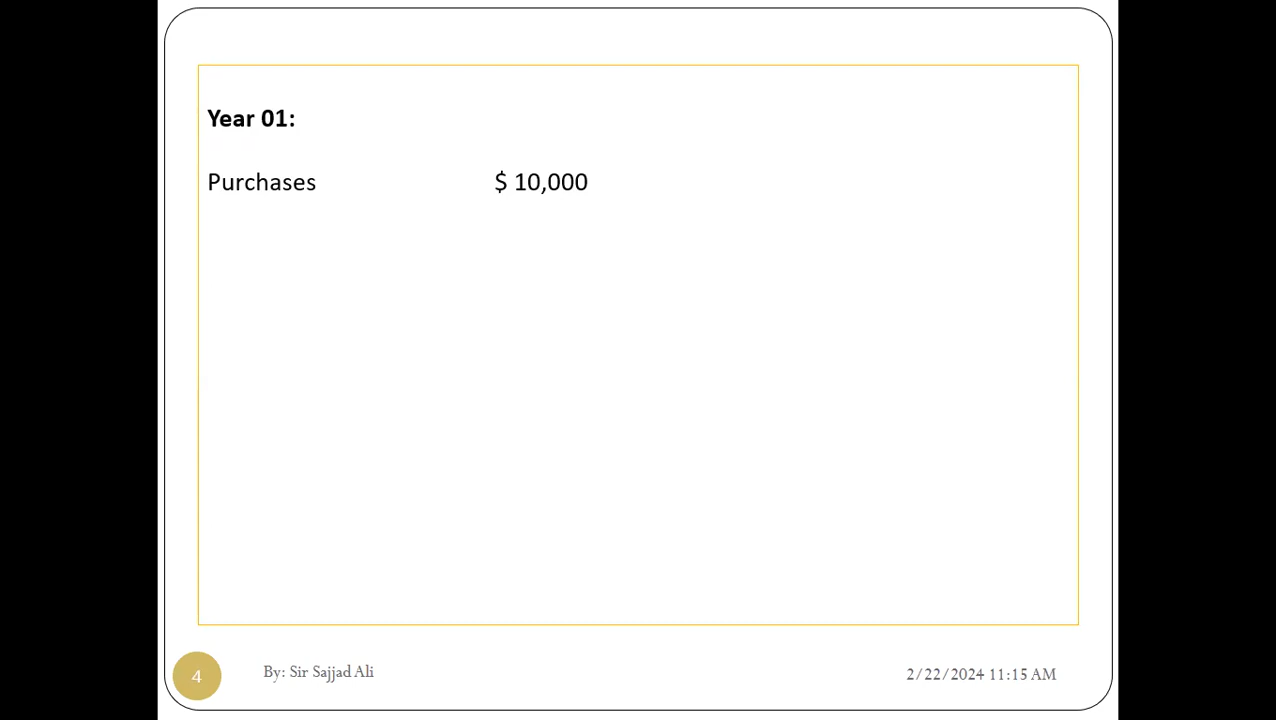 Year 01:
Purchases $ 10,000
4 By: Sir Sajjad Ali 2/22/2024 11:15 AM